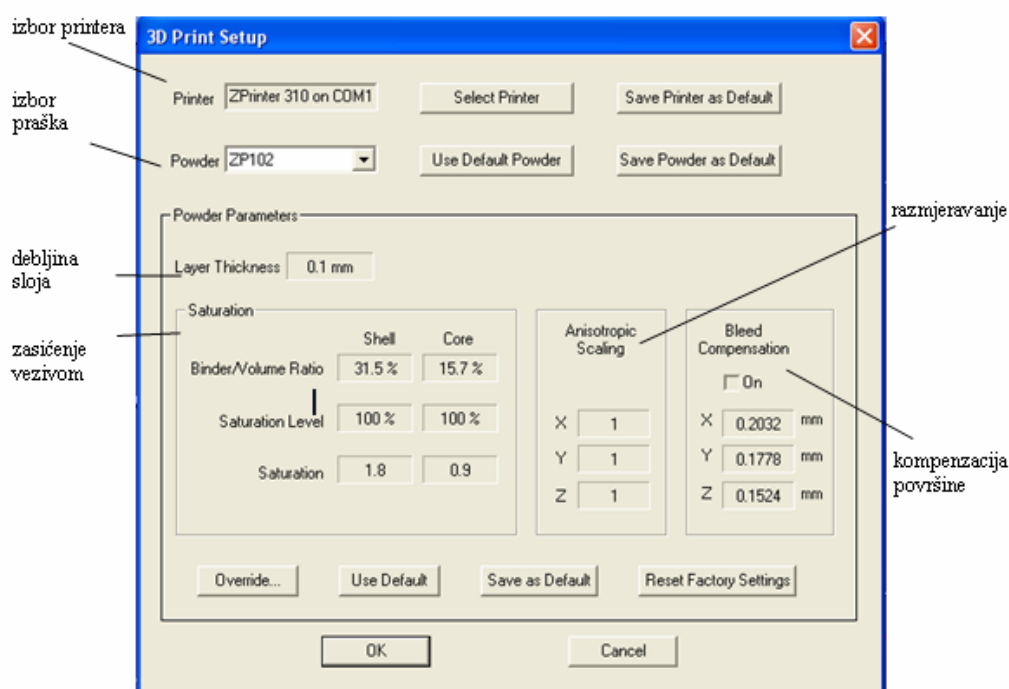 izbor printera
3D Print Setup
Printer ZPrinter 310 on COM1 Select Printer Save Printer as Default
izbor
praška
Powder ZP102 Use Default Powder Save Powder as Default
Powder Parameters
razmjeravanje
debljina
sloja
Layer Thickness 0.1 mm
zasićenje
vezivom
Saturation
Shell Core
Binder/Volume Ratio 31.5 % 15.7 %
Saturation Level 100 % 100 %
Saturation 1.8 0.9
Anisotropic
Scaling
X 1
Y 1
Z 1
Bleed
Compensation
On
X 0.2032 mm
Y 0.1778 mm
Z 0.1524 mm
kompenzacija
površine
Override... Use Default Save as Default Reset Factory Settings
OK Cancel